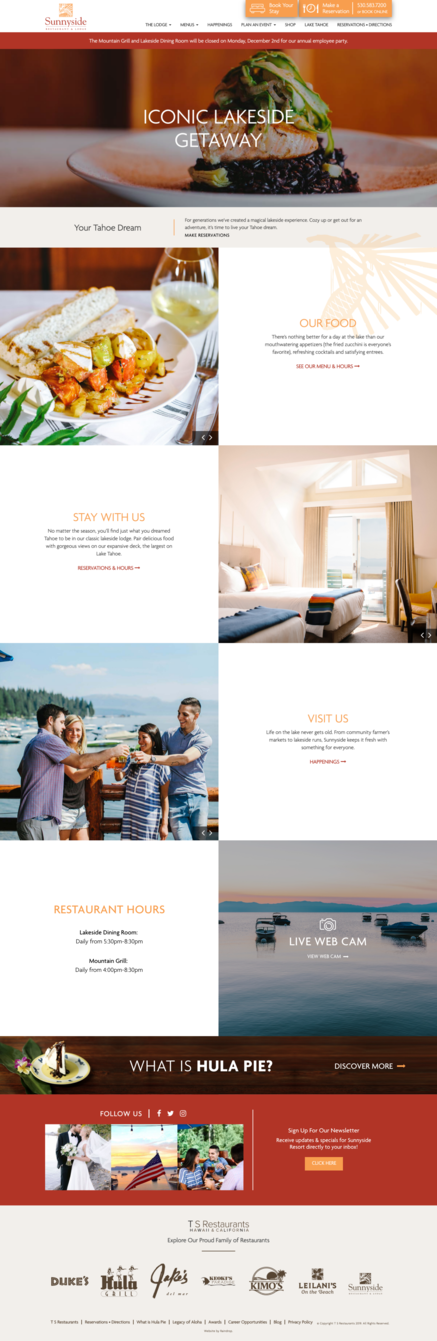 Book Your
Stay
Make a
Reservation
530.583.7200
or BOOK ONLINE
Sunnyside
RESTAURANT & LODGE
THE LODGE
MENUS
HAPPENINGS
PLAN AN EVENT
SHOP
LAKE TAHOE
RESERVATIONS + DIRECTIONS
The Mountain Grill and Lakeside Dining Room will be closed on Monday, December 2nd for our annual employee party.
ICONIC LAKESIDE
GETAWAY
Your Tahoe Dream
For generations we've created a magical lakeside experience. Cozy up or get out for an
adventure, it's time to live your Tahoe dream.
MAKE RESERVATIONS
OUR FOOD
There's nothing better for a day at the lake than our
mouthwatering appetizers (the fried zucchini is everyone's
favorite), refreshing cocktails and satisfying entrees.
SEE OUR MENU & HOURS
STAY WITH US
No matter the season, you'll find just what you dreamed
Tahoe to be in our classic lakeside lodge. Pair delicious food
with gorgeous views on our expansive deck, the largest on
Lake Tahoe.
RESERVATIONS & HOURS
VISIT US
Life on the lake never gets old. From community farmer's
markets to lakeside runs, Sunnyside keeps it fresh with
something for everyone.
HAPPENINGS
RESTAURANT HOURS
Lakeside Dining Room:
Daily from 5:30pm-8:30pm
Mountain Grill:
Daily from 4:00pm-8:30pm
LIVE WEB CAM
VIEW WEB CAM
WHAT IS HULA PIE?
DISCOVER MORE
FOLLOW US
Sign Up For Our Newsletter
Receive updates & specials for Sunnyside
Resort directly to your inbox!
CLICK HERE
T S Restaurants
HAWAII & CALIFORNIA
Explore Our Proud Family of Restaurants
DUKE'S
Hula
GRILL
Jake's
del mar
KEOKI'S
PARADISE
KIMO'S
LEILANI'S
On the Beach
Sunnyside
T S Restaurants | Reservations + Directions | What is Hula Pie | Legacy of Aloha | Awards | Career Opportunities | Blog | Privacy Policy